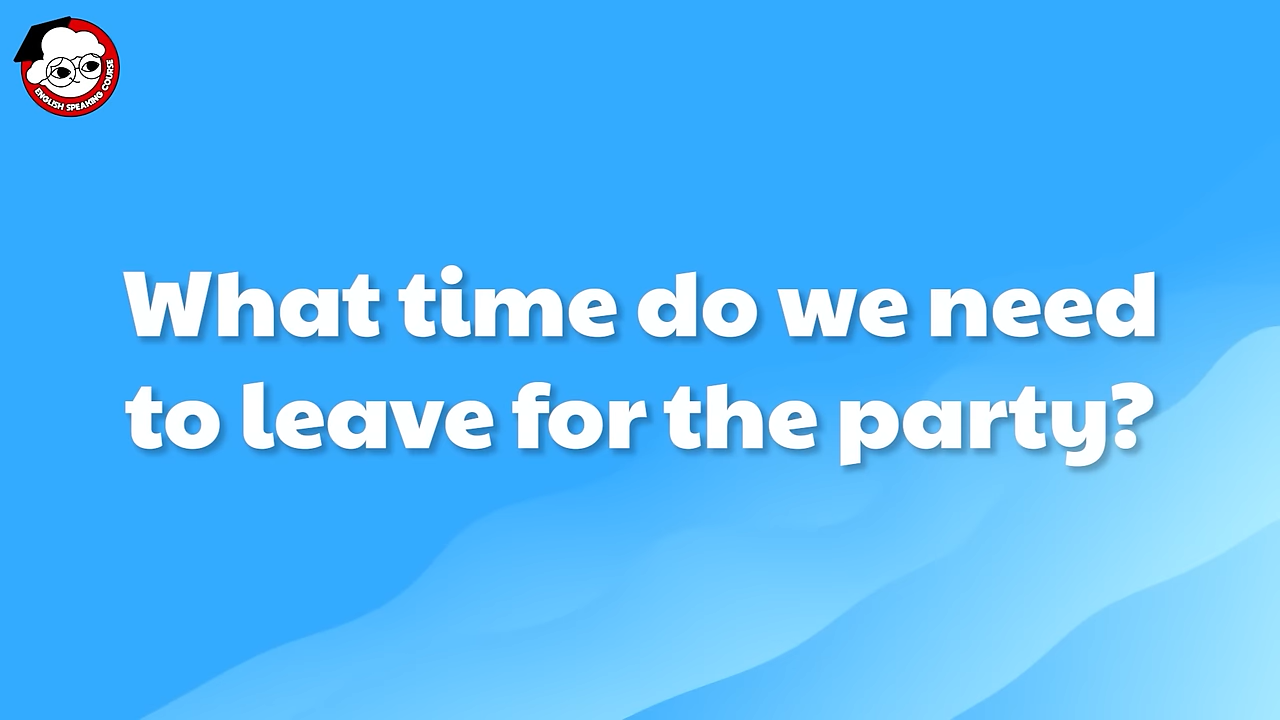 ENGLISH SPEAKING COURSE
What time do we need
to leave for the party?